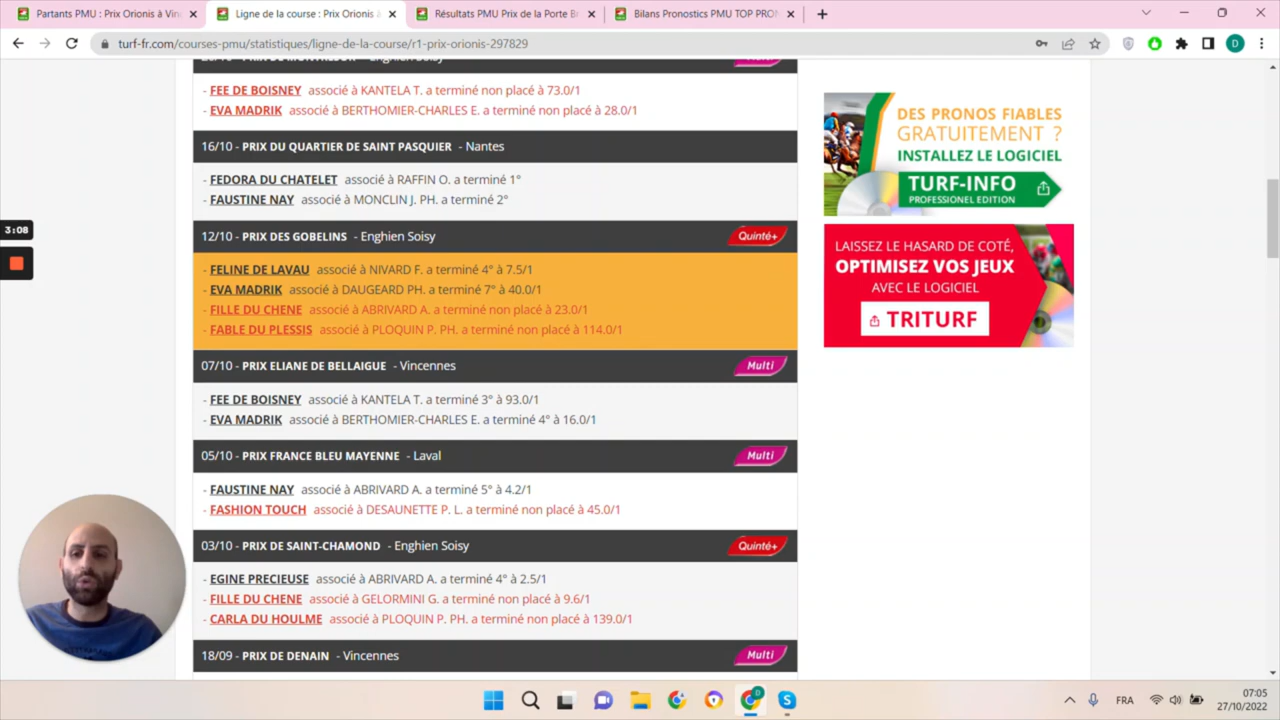 Partants PMU : Prix Orionis à Vin
Ligne de la course : Prix Orionis à
Résultats PMU Prix de la Porte B
Bilans Pronostics PMU TOP PRO
turf-fr.com/courses-pmu/statistiques/ligne-de-la-course/r1-prix-orionis-297829
D
- FEE DE BOISNEY associé à KANTELA T. a terminé non placé à 73.0/1
- EVA MADRIK associé à BERTHOMIER-CHARLES E. a terminé non placé à 28.0/1
16/10 - PRIX DU QUARTIER DE SAINT PASQUIER - Nantes
- FEDORA DU CHATELET associé à RAFFIN O. a terminé 1°
- FAUSTINE NAY associé à MONCLIN J. PH. a terminé 2°
12/10 - PRIX DES GOBELINS - Enghien Soisy Quinté+
- FELINE DE LAVAU associé à NIVARD F. a terminé 4° à 7.5/1
- EVA MADRIK associé à DAUGEARD PH. a terminé 7° à 40.0/1
- FILLE DU CHENE associé à ABRIVARD A. a terminé non placé à 23.0/1
- FABLE DU PLESSIS associé à PLOQUIN P. PH. a terminé non placé à 114.0/1
07/10 - PRIX ELIANE DE BELLAIGUE - Vincennes Multi
- FEE DE BOISNEY associé à KANTELA T. a terminé 3° à 93.0/1
- EVA MADRIK associé à BERTHOMIER-CHARLES E. a terminé 4° à 16.0/1
05/10 - PRIX FRANCE BLEU MAYENNE - Laval Multi
- FAUSTINE NAY associé à ABRIVARD A. a terminé 5° à 4.2/1
- FASHION TOUCH associé à DESAUNETTE P. L. a terminé non placé à 45.0/1
03/10 - PRIX DE SAINT-CHAMOND - Enghien Soisy Quinté+
- EGINE PRECIEUSE associé à ABRIVARD A. a terminé 4° à 2.5/1
- FILLE DU CHENE associé à GELORMINI G. a terminé non placé à 9.6/1
- CARLA DU HOULME associé à PLOQUIN P. PH. a terminé non placé à 139.0/1
18/09 - PRIX DE DENAIN - Vincennes Multi
DES PRONOS FIABLES
GRATUITEMENT ?
INSTALLEZ LE LOGICIEL
TURF-INFO
PROFESSIONEL EDITION
LAISSEZ LE HASARD DE COTÉ,
OPTIMISEZ VOS JEUX
AVEC LE LOGICIEL
TRITURF
3:08
D
FRA
07:05
27/10/2022